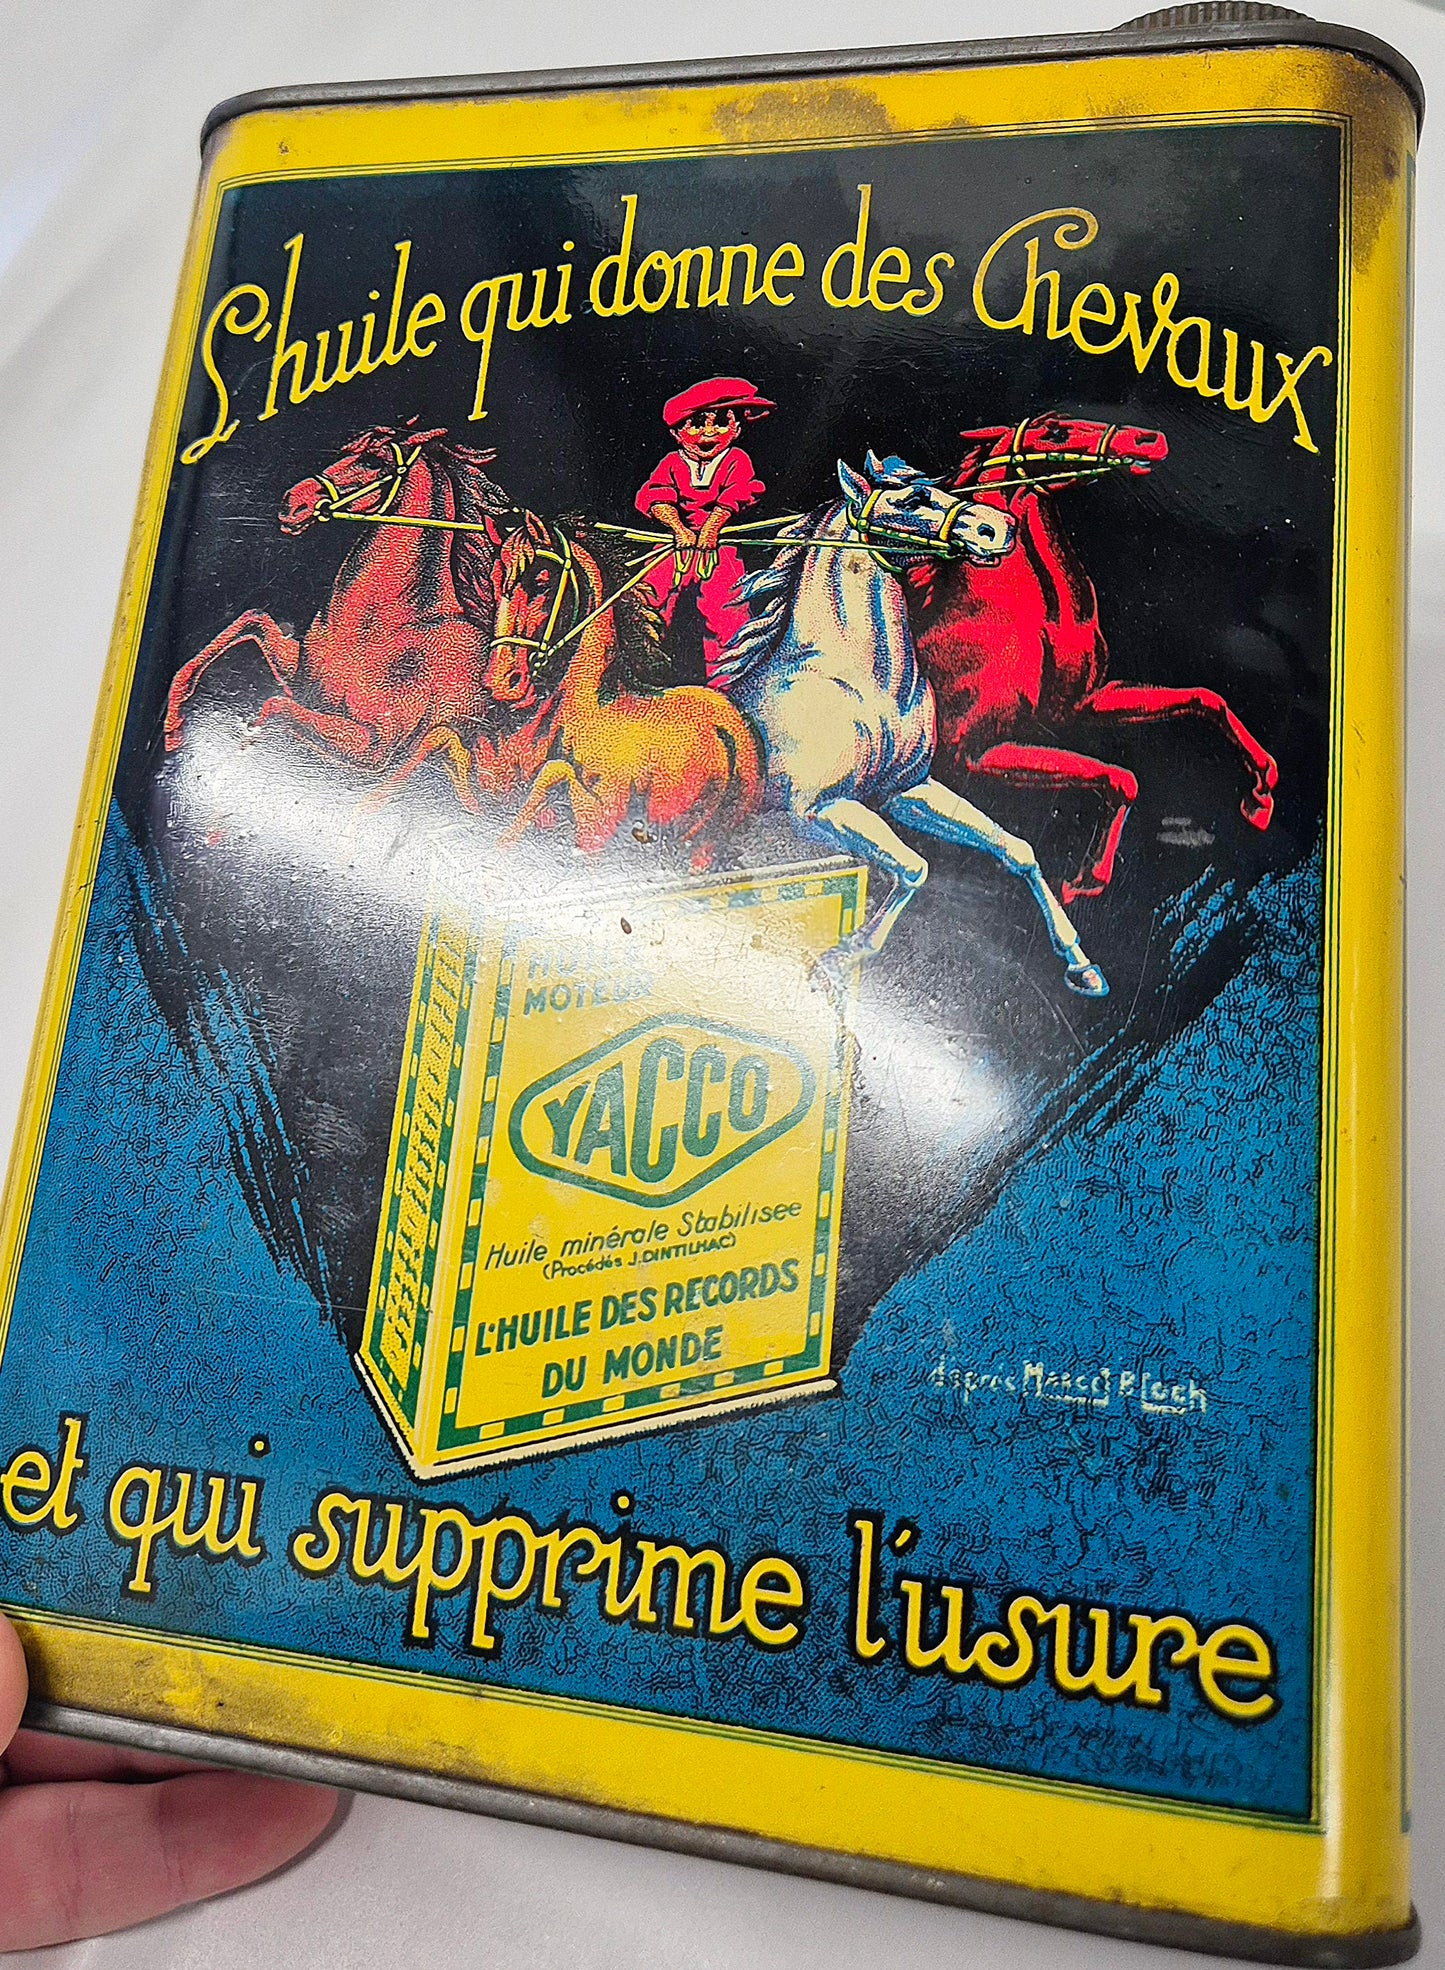 L'huile qui donne des Chevaux
HUILE
MOTEUR
YACCO
Huile minérale Stabilisee
(Procédés J. DINTILHAC)
L'HUILE DES RECORDS
DU MONDE
d'après Marcel Bloch
et qui supprime l'usure